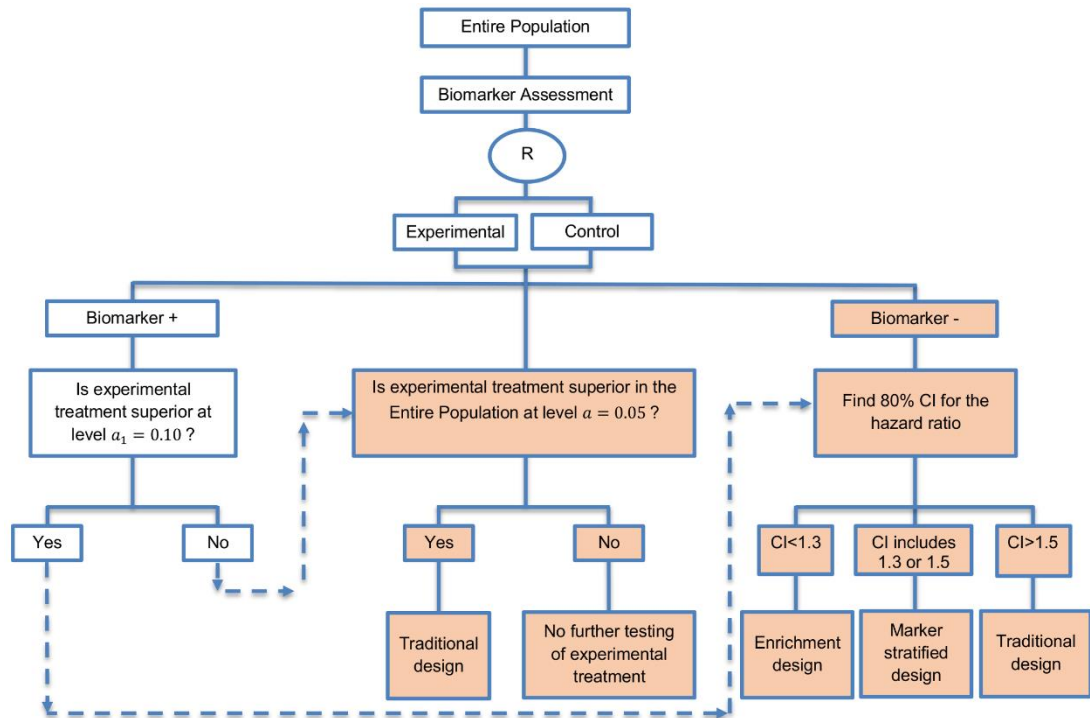 Entire Population
Biomarker Assessment
R
Experimental
Control
Biomarker +
Biomarker -
Is experimental
treatment superior at
level 𝑎₁ = 0.10 ?
Is experimental treatment superior in the
Entire Population at level 𝑎 = 0.05 ?
Find 80% CI for the
hazard ratio
Yes
No
Yes
No
CI<1.3
CI includes
1.3 or 1.5
CI>1.5
Traditional
design
No further testing
of experimental
treatment
Enrichment
design
Marker
stratified
design
Traditional
design